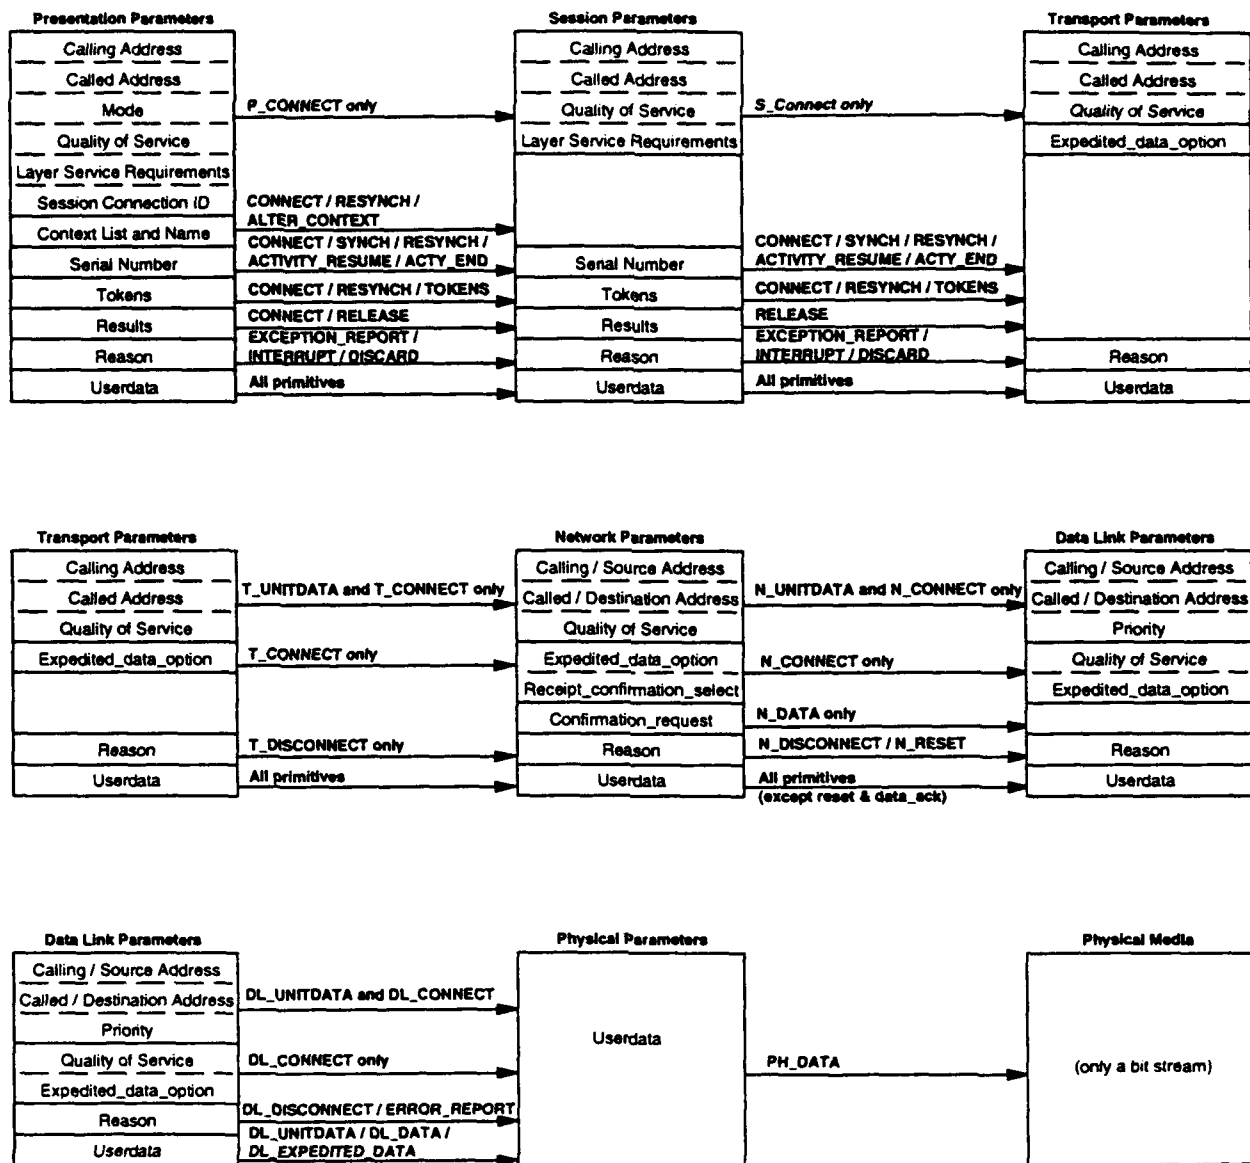 Presentation Parameters
Calling Address
Called Address
Mode
Quality of Service
Layer Service Requirements
Session Connection ID
Context List and Name
Serial Number
Tokens
Results
Reason
Userdata
P_CONNECT only
CONNECT / RESYNCH /
ALTER_CONTEXT
CONNECT / SYNCH / RESYNCH /
ACTIVITY_RESUME / ACTY_END
CONNECT / RESYNCH / TOKENS
CONNECT / RELEASE
EXCEPTION_REPORT /
INTERRUPT / DISCARD
All primitives
Session Parameters
Calling Address
Called Address
Quality of Service
Layer Service Requirements
Serial Number
Tokens
Results
Reason
Userdata
S_Connect only
CONNECT / SYNCH / RESYNCH /
ACTIVITY_RESUME / ACTY_END
CONNECT / RESYNCH / TOKENS
RELEASE
EXCEPTION_REPORT /
INTERRUPT / DISCARD
All primitives
Transport Parameters
Calling Address
Called Address
Quality of Service
Expedited_data_option
Reason
Userdata
Transport Parameters
Calling Address
Called Address
Quality of Service
Expedited_data_option
Reason
Userdata
T_UNITDATA and T_CONNECT only
T_CONNECT only
T_DISCONNECT only
All primitives
Network Parameters
Calling / Source Address
Called / Destination Address
Quality of Service
Expedited_data_option
Receipt_confirmation_select
Confirmation_request
Reason
Userdata
N_UNITDATA and N_CONNECT only
N_CONNECT only
N_DATA only
N_DISCONNECT / N_RESET
All primitives
(except reset & data_ack)
Data Link Parameters
Calling / Source Address
Called / Destination Address
Priority
Quality of Service
Expedited_data_option
Reason
Userdata
Data Link Parameters
Calling / Source Address
Called / Destination Address
Priority
Quality of Service
Expedited_data_option
Reason
Userdata
DL_UNITDATA and DL_CONNECT
DL_CONNECT only
DL_DISCONNECT / ERROR_REPORT
DL_UNITDATA / DL_DATA /
DL_EXPEDITED_DATA
Physical Parameters
Userdata
PH_DATA
Physical Media
(only a bit stream)